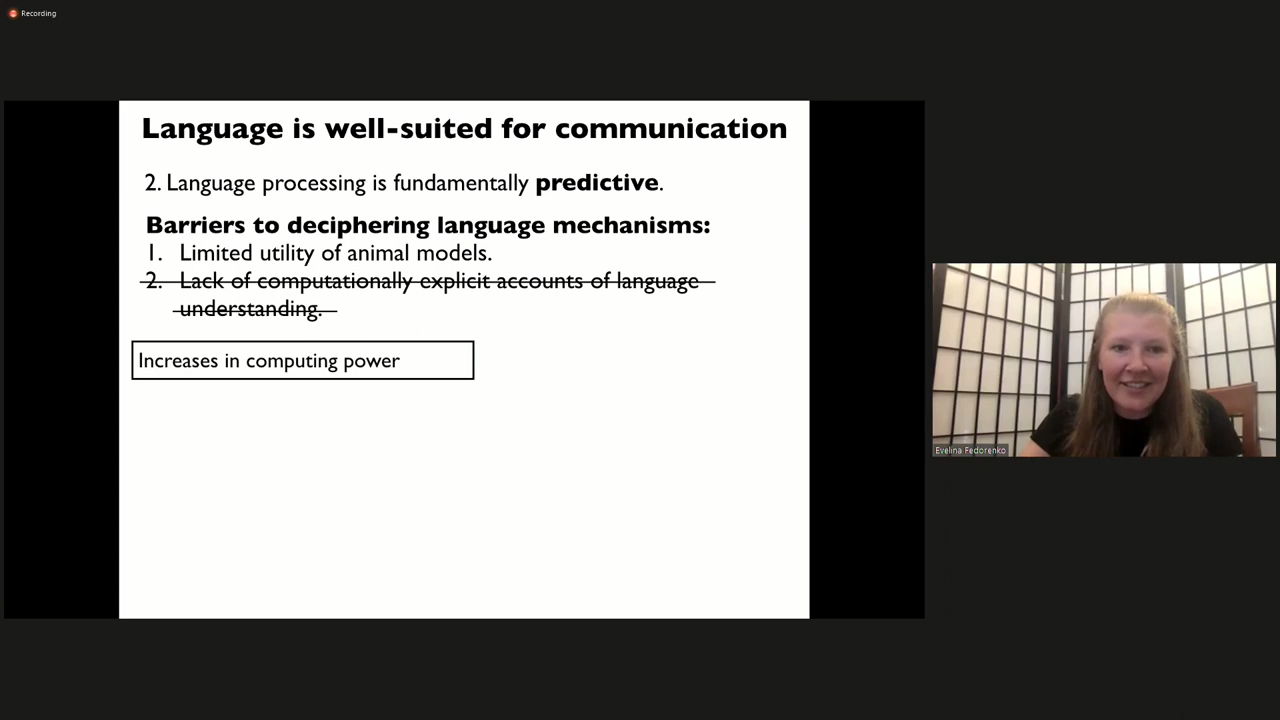 Recording
Language is well-suited for communication
2. Language processing is fundamentally predictive.
Barriers to deciphering language mechanisms:
1. Limited utility of animal models.
2. Lack of computationally explicit accounts of language
understanding.
Increases in computing power
Evelina Fedorenko